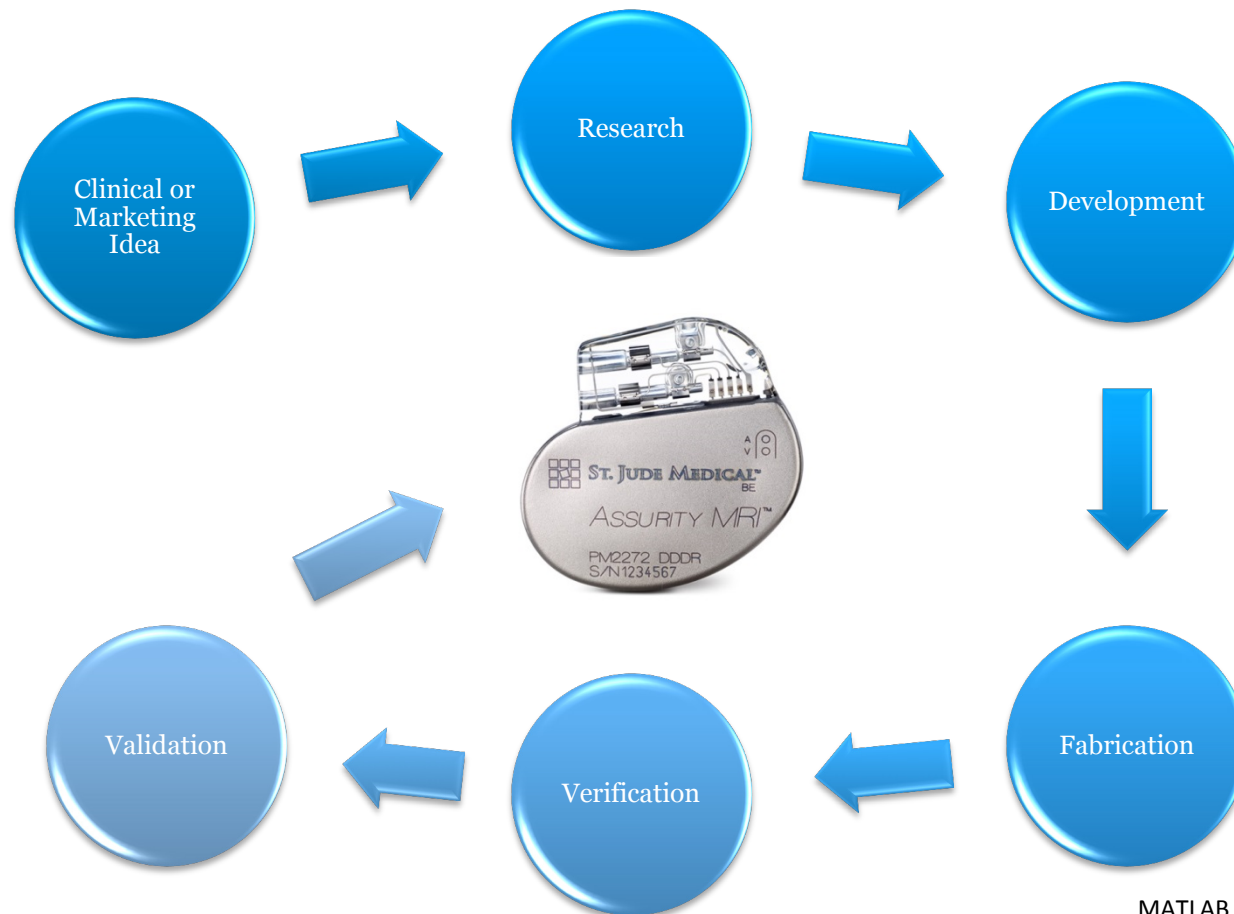 Clinical or
Marketing
Idea
Research
Development
A
V
ST. JUDE MEDICAL™
BE
ASSURITY MRI™
PM2272 DDDR
S/N1234567
Validation
Verification
Fabrication
MATLAB